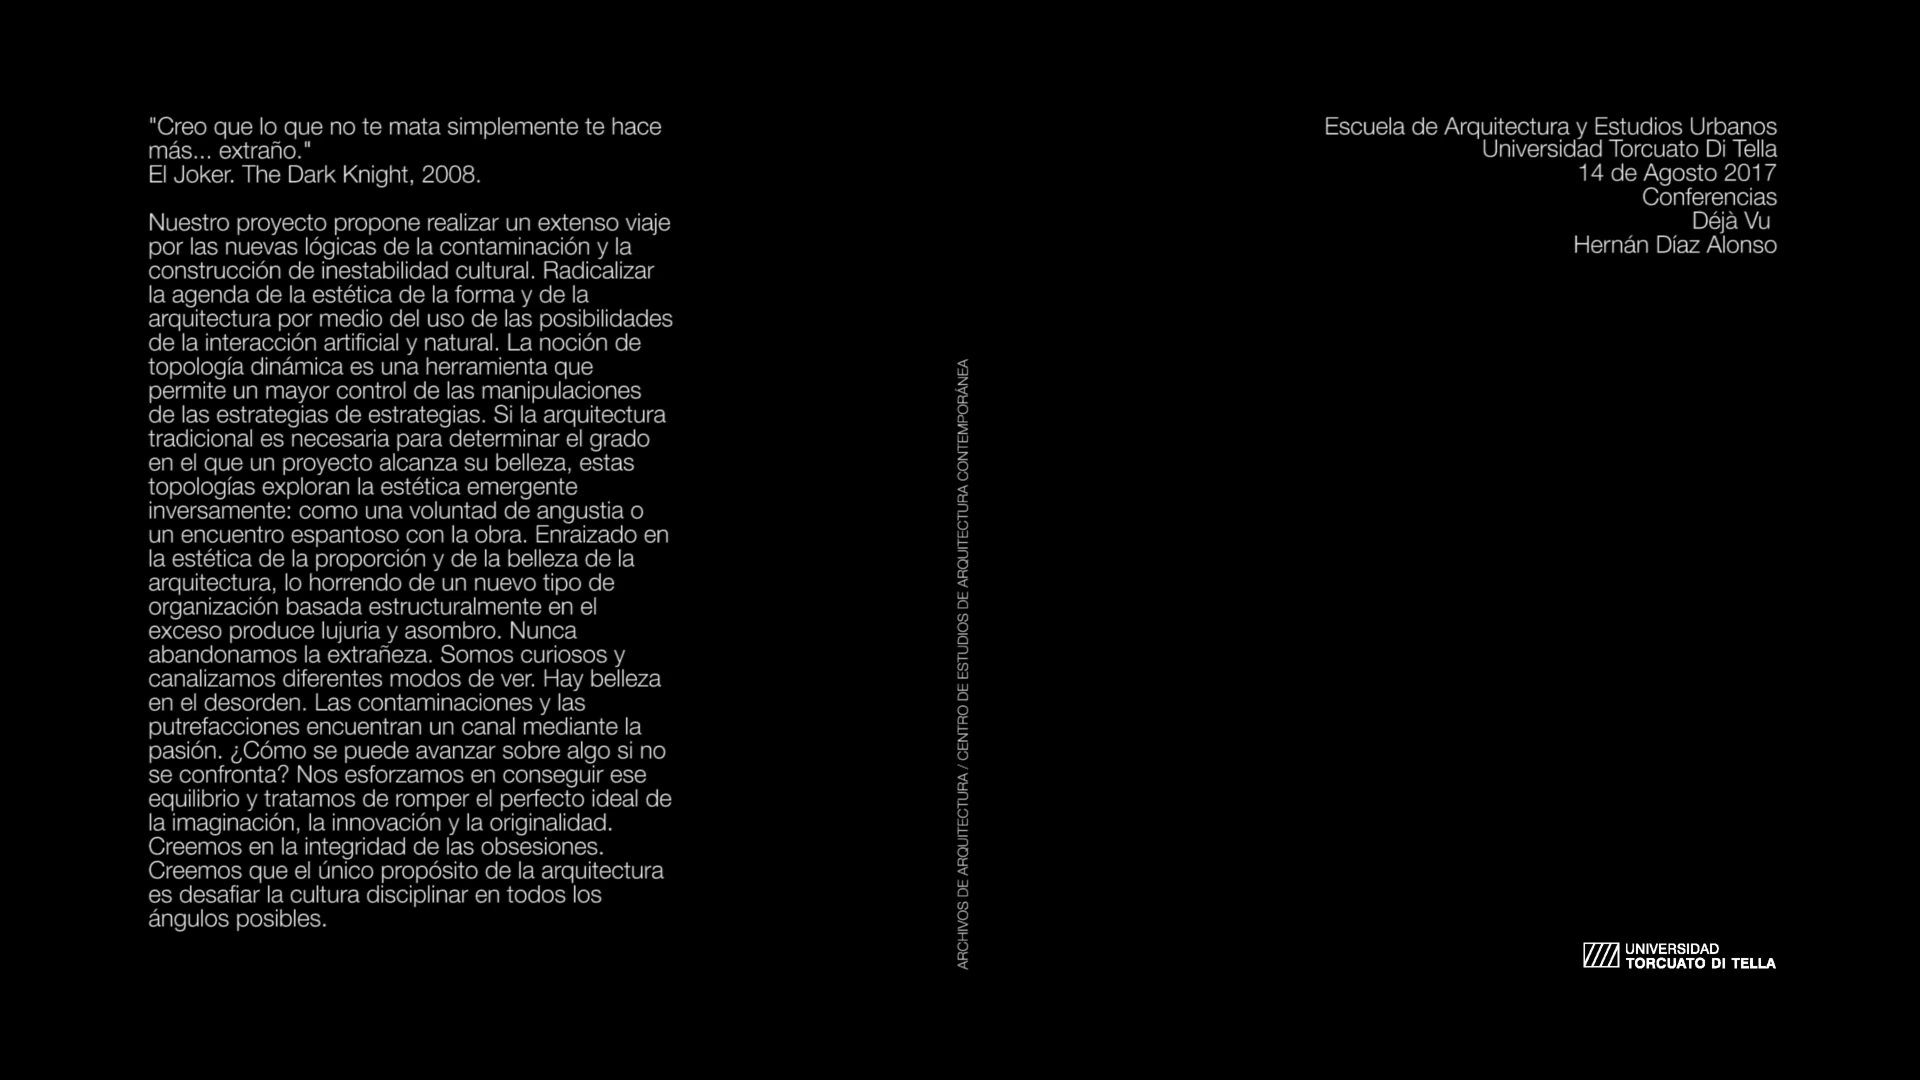 "Creo que lo que no te mata simplemente te hace
más... extraño."
El Joker. The Dark Knight, 2008.
Nuestro proyecto propone realizar un extenso viaje
por las nuevas lógicas de la contaminación y la
construcción de inestabilidad cultural. Radicalizar
la agenda de la estética de la forma y de la
arquitectura por medio del uso de las posibilidades
de la interacción artificial y natural. La noción de
topología dinámica es una herramienta que
permite un mayor control de las manipulaciones
de las estrategias de estrategias. Si la arquitectura
tradicional es necesaria para determinar el grado
en el que un proyecto alcanza su belleza, estas
topologías exploran la estética emergente
inversamente: como una voluntad de angustia o
un encuentro espantoso con la obra. Enraizado en
la estética de la proporción y de la belleza de la
arquitectura, lo horrendo de un nuevo tipo de
organización basada estructuralmente en el
exceso produce lujuria y asombro. Nunca
abandonamos la extrañeza. Somos curiosos y
canalizamos diferentes modos de ver. Hay belleza
en el desorden. Las contaminaciones y las
putrefacciones encuentran un canal mediante la
pasión. ¿Cómo se puede avanzar sobre algo si no
se confronta? Nos esforzamos en conseguir ese
equilibrio y tratamos de romper el perfecto ideal de
la imaginación, la innovación y la originalidad.
Creemos en la integridad de las obsesiones.
Creemos que el único propósito de la arquitectura
es desafiar la cultura disciplinar en todos los
ángulos posibles.
ARCHIVOS DE ARQUITECTURA / CENTRO DE ESTUDIOS DE ARQUITECTURA CONTEMPORÁNEA
Escuela de Arquitectura y Estudios Urbanos
Universidad Torcuato Di Tella
14 de Agosto 2017
Conferencias
Déjà Vu
Hernán Díaz Alonso
UNIVERSIDAD
TORCUATO DI TELLA